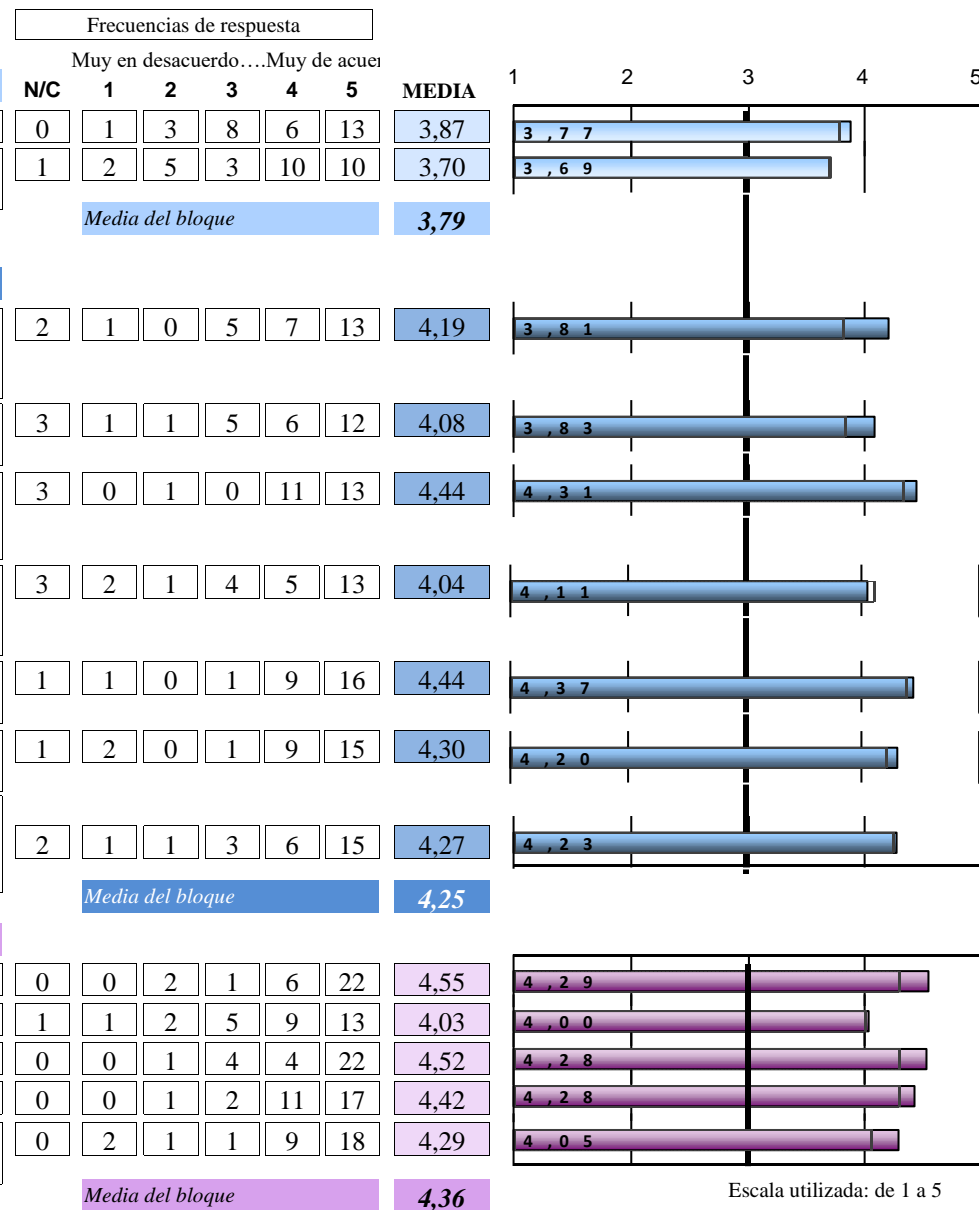 Frecuencias de respuesta
Muy en desacuerdo….Muy de acuer
N/C 1 2 3 4 5 MEDIA 1 2 3 4 5
0 1 3 8 6 13 3,87 3,77
1 2 5 3 10 10 3,70 3,69
Media del bloque 3,79
2 1 0 5 7 13 4,19 3,81
3 1 1 5 6 12 4,08 3,83
3 0 1 0 11 13 4,44 4,31
3 2 1 4 5 13 4,04 4,11
1 1 0 1 9 16 4,44 4,37
1 2 0 1 9 15 4,30 4,20
2 1 1 3 6 15 4,27 4,23
Media del bloque 4,25
0 0 2 1 6 22 4,55 4,29
1 1 2 5 9 13 4,03 4,00
0 0 1 4 4 22 4,52 4,28
0 0 1 2 11 17 4,42 4,28
0 2 1 1 9 18 4,29 4,05
Media del bloque 4,36
Escala utilizada: de 1 a 5